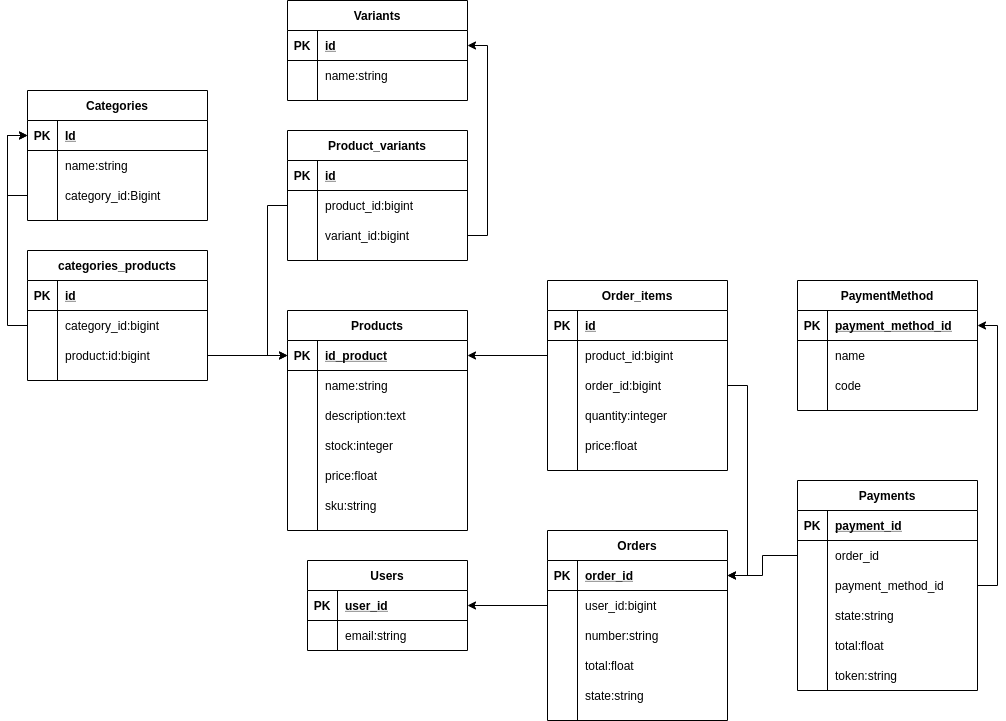 Variants
PK id
name:string
Categories
PK Id
name:string
category_id:Bigint
Product_variants
PK id
product_id:bigint
variant_id:bigint
categories_products
PK id
category_id:bigint
product:id:bigint
Products
PK id_product
name:string
description:text
stock:integer
price:float
sku:string
Order_items
PK id
product_id:bigint
order_id:bigint
quantity:integer
price:float
PaymentMethod
PK payment_method_id
name
code
Users
PK user_id
email:string
Orders
PK order_id
user_id:bigint
number:string
total:float
state:string
Payments
PK payment_id
order_id
payment_method_id
state:string
total:float
token:string